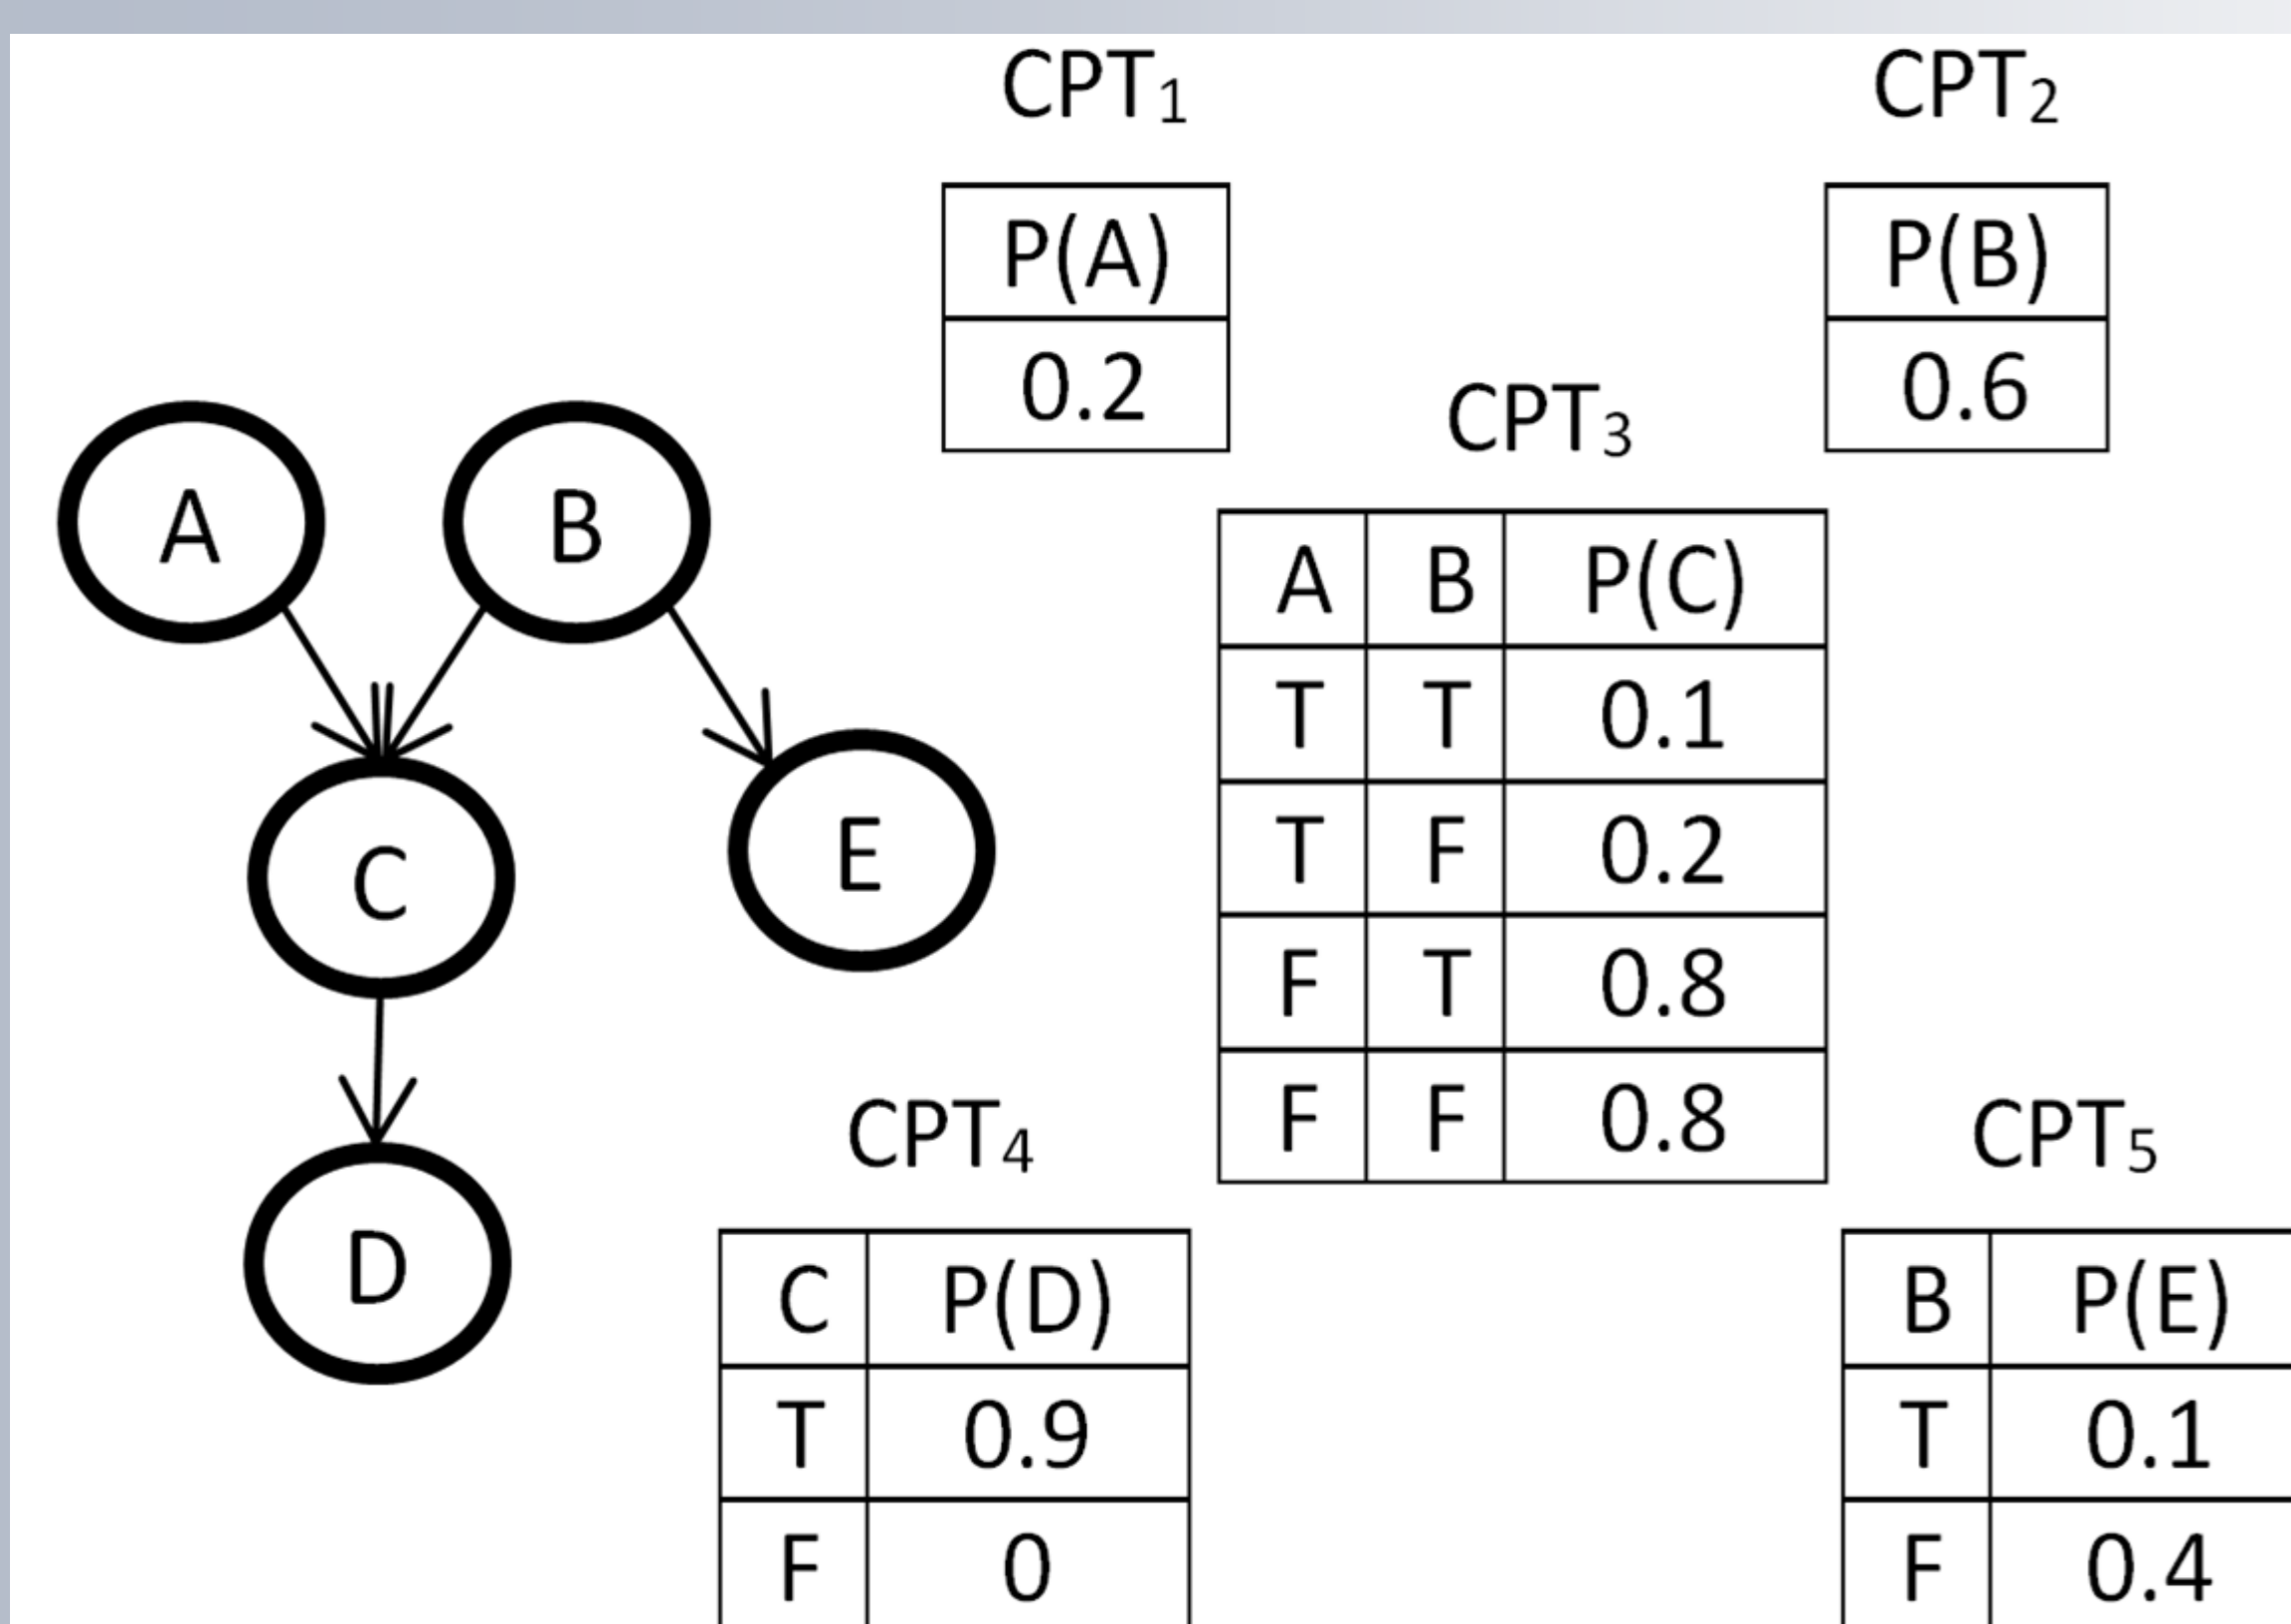 CPT1
CPT2
P(A)
0.2
P(B)
0.6
CPT3
A B P(C)
T T 0.1
T F 0.2
F T 0.8
F F 0.8
A
B
C
E
D
CPT4
C P(D)
T 0.9
F 0
CPT5
B P(E)
T 0.1
F 0.4